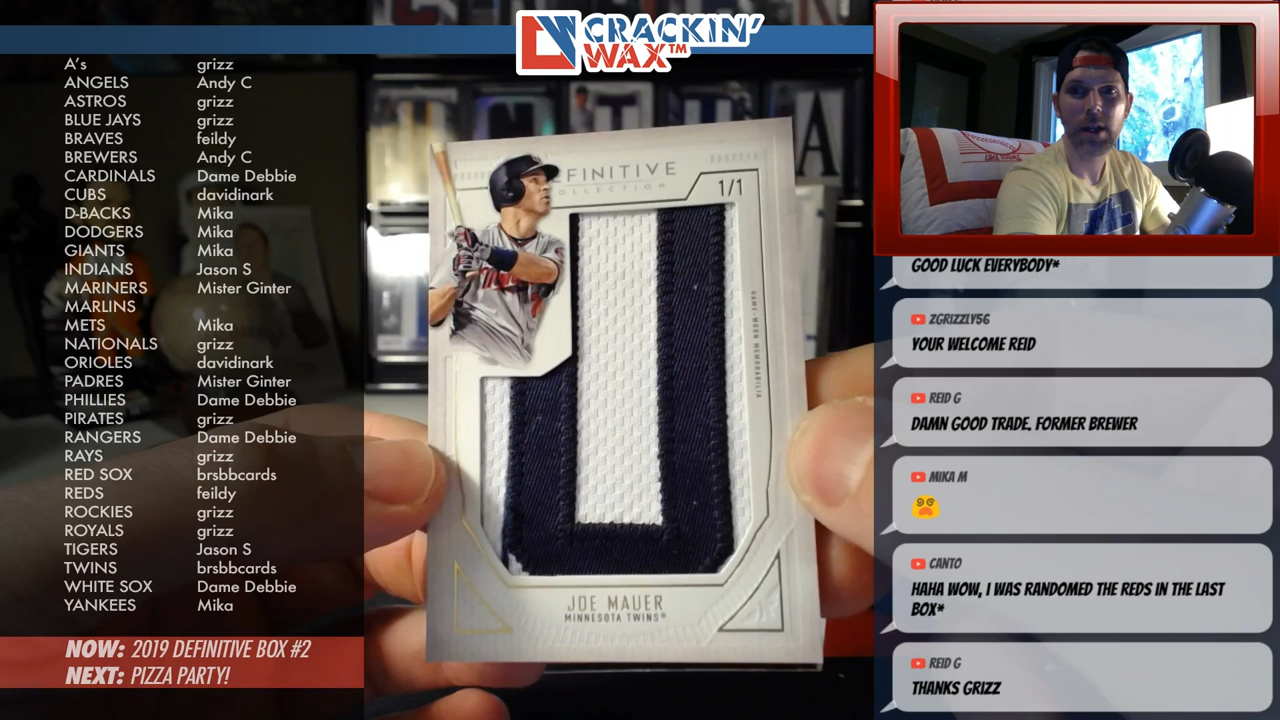 CRACKIN'
WAX™
A's grizz
ANGELS Andy C
ASTROS grizz
BLUE JAYS grizz
BRAVES feildy
BREWERS Andy C
CARDINALS Dame Debbie
CUBS davidinark
D-BACKS Mika
DODGERS Mika
GIANTS Mika
INDIANS Jason S
MARINERS Mister Ginter
MARLINS
METS Mika
NATIONALS grizz
ORIOLES davidinark
PADRES Mister Ginter
PHILLIES Dame Debbie
PIRATES grizz
RANGERS Dame Debbie
RAYS grizz
RED SOX brsbbcards
REDS feildy
ROCKIES grizz
ROYALS grizz
TIGERS Jason S
TWINS brsbbcards
WHITE SOX Dame Debbie
YANKEES Mika
NOW: 2019 DEFINITIVE BOX #2
NEXT: PIZZA PARTY!
EFINITIVE
COLLECTION
1/1
GAME-WORN MEMORABILIA
JOE MAUER
MINNESOTA TWINS®
GOOD LUCK EVERYBODY*
ZGRIZZLY56
YOUR WELCOME REID
REID G
DAMN GOOD TRADE. FORMER BREWER
MIKA M
CANTO
HAHA WOW, I WAS RANDOMED THE REDS IN THE LAST
BOX*
REID G
THANKS GRIZZ